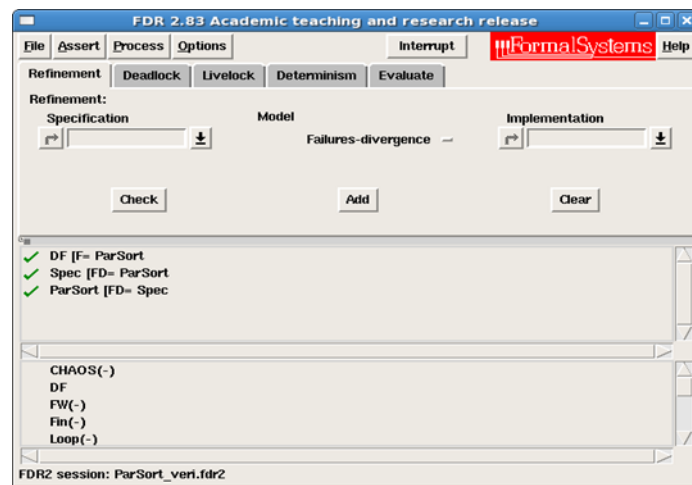 FDR 2.83 Academic teaching and research release
File Assert Process Options Interrupt FormalSystems Help
Refinement Deadlock Livelock Determinism Evaluate
Refinement:
Specification Model Implementation
Failures-divergence
Check Add Clear
DF [F= ParSort
Spec [FD= ParSort
ParSort [FD= Spec
CHAOS(-)
DF
FW(-)
Fin(-)
Loop(-)
FDR2 session: ParSort_veri.fdr2